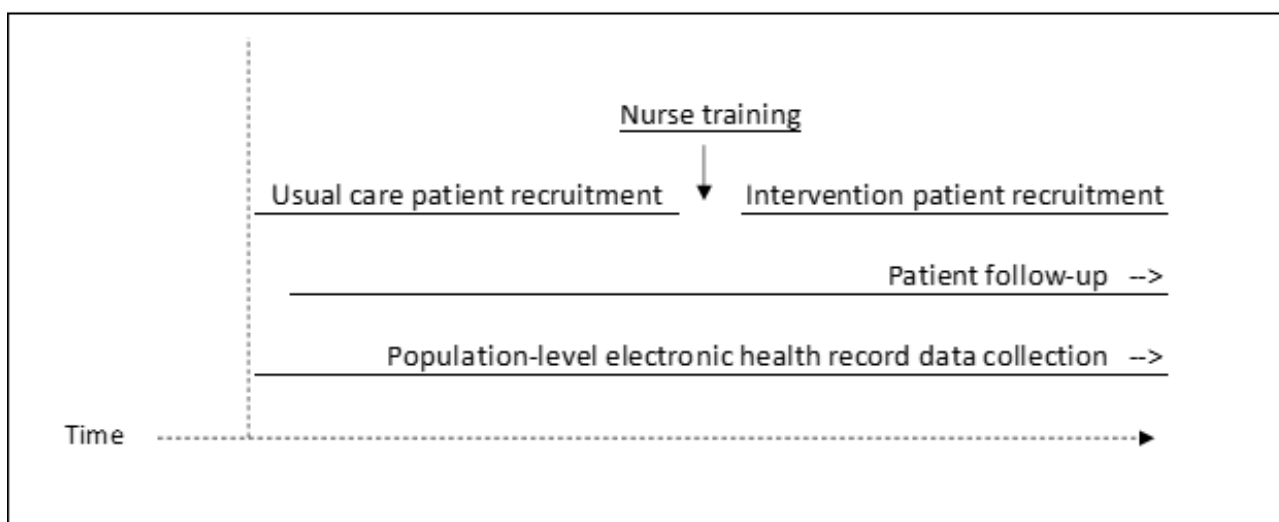 Nurse training
Usual care patient recruitment
Intervention patient recruitment
Patient follow-up -->
Population-level electronic health record data collection -->
Time